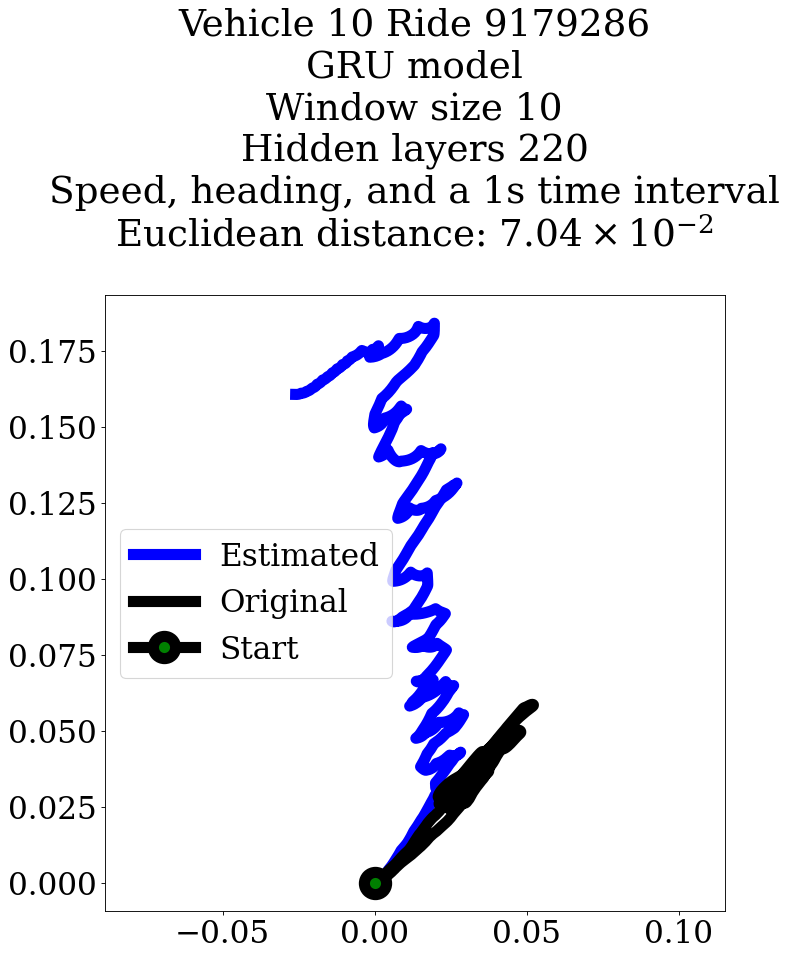 Vehicle 10 Ride 9179286
GRU model
Window size 10
Hidden layers 220
Speed, heading, and a 1s time interval
Euclidean distance: 7.04 × 10⁻²
0.175
0.150
0.125
0.100
0.075
0.050
0.025
0.000
Estimated
Original
Start
−0.05 0.00 0.05 0.10